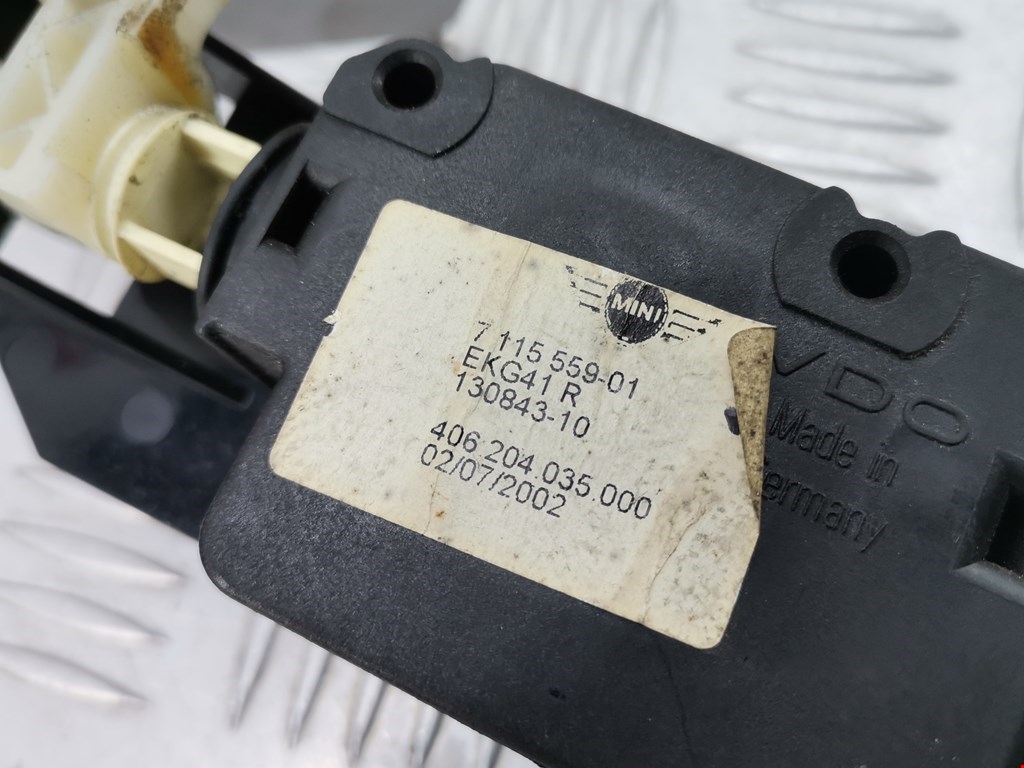 MINI
7 115 559-01
EKG41 R
130843-10
406 204.035.000
02/07/2002
VDO
Made in
ermany